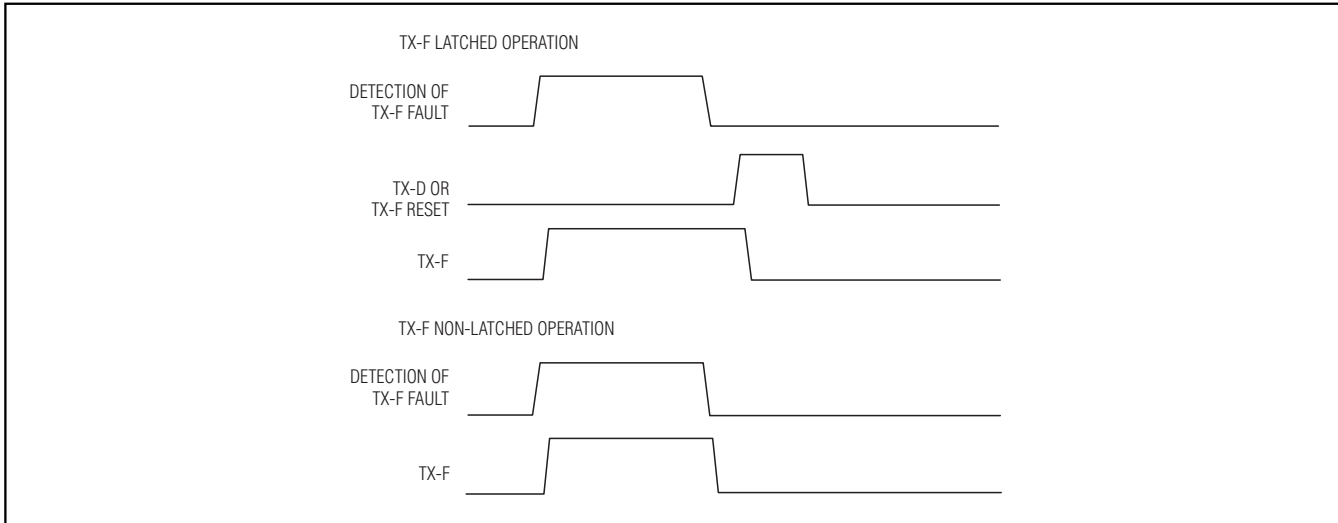 TX-F LATCHED OPERATION
DETECTION OF
TX-F FAULT
TX-D OR
TX-F RESET
TX-F
TX-F NON-LATCHED OPERATION
DETECTION OF
TX-F FAULT
TX-F